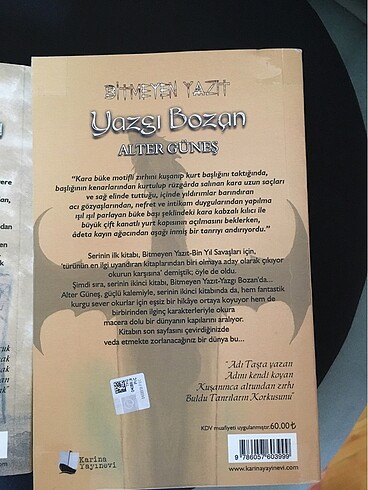 BİTMEYEN YAZIT
Yazgı Bozan
ALTER GÜNEŞ
"Kara büke motifli zırhını kuşanıp kurt başlığını taktığında,
başlığının kenarlarından kurtulup rüzgârda salınan kara uzun saçları
ve sağ elinde tuttuğu, içinde yıldırımlar barındıran
acı gözyaşlarından, nefret ve intikam duygularından yapılma
ışıl ışıl parlayan büke başı şeklindeki kara kabzalı kılıcı ile
büyük çift kanatlı yurt kapısının açılmasını beklerken,
âdeta kayın ağacından aşağı inmiş bir tanrıyı andırıyordu."
Serinin ilk kitabı, Bitmeyen Yazıt-Bin Yıl Savaşları için,
'türünün en ilgi uyandıran kitaplarından biri olmaya aday olarak çıkıyor
okurun karşısına' demiştik; öyle de oldu.
Şimdi sıra, serinin ikinci kitabı, Bitmeyen Yazıt-Yazgı Bozan'da...
Alter Güneş, güçlü kalemiyle, serinin ikinci kitabında da, hem fantastik
kurgu sever okurlar için eşsiz bir hikâye ortaya koyuyor hem de
birbirinden ilginç karakterleriyle okura
macera dolu bir dünyanın kapılarını aralıyor.
Kitabın son sayfasını çevirdiğinizde
veda etmekte zorlanacağınız bir dünya bu...
"Adı Taşta yazan
Adını kendi koyan
Kuşanınca altundan zırhı
Buldu Tanrıların Korkusunu"
KDV muafiyeti uygulanmıştır. 60.00 ₺
9 786057 603999
www.karinayayinevi.com
Karina
Yayınevi